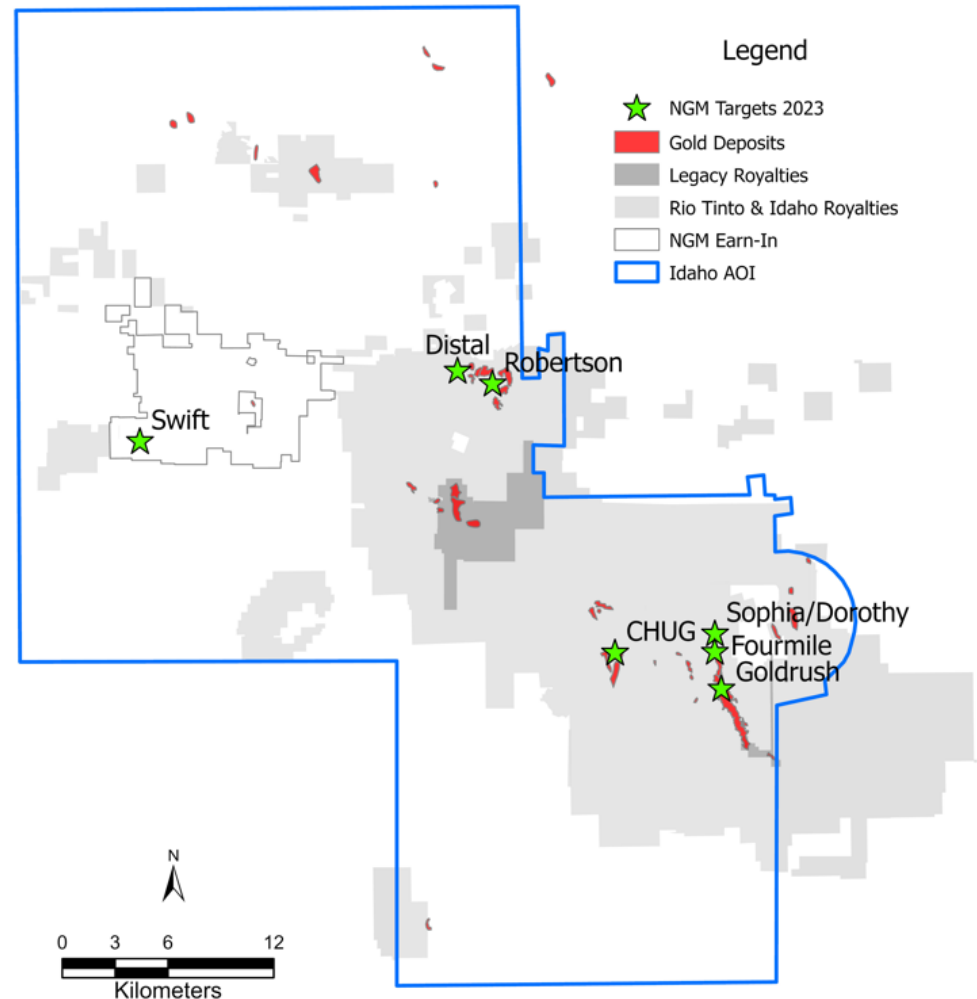 Legend
NGM Targets 2023
Gold Deposits
Legacy Royalties
Rio Tinto & Idaho Royalties
NGM Earn-In
Idaho AOI
Distal
Robertson
Swift
Sophia/Dorothy
CHUG
Fourmile
Goldrush
N
0 3 6 12
Kilometers